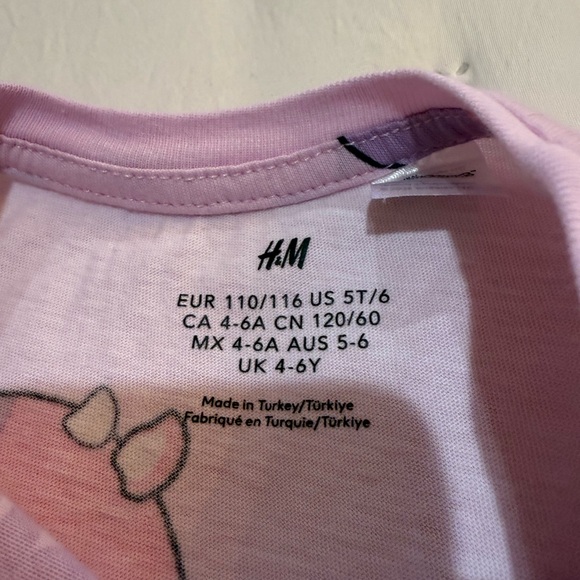 H&M
EUR 110/116 US 5T/6
CA 4-6A CN 120/60
MX 4-6A AUS 5-6
UK 4-6Y
Made in Turkey/Türkiye
Fabriqué en Turquie/Türkiye